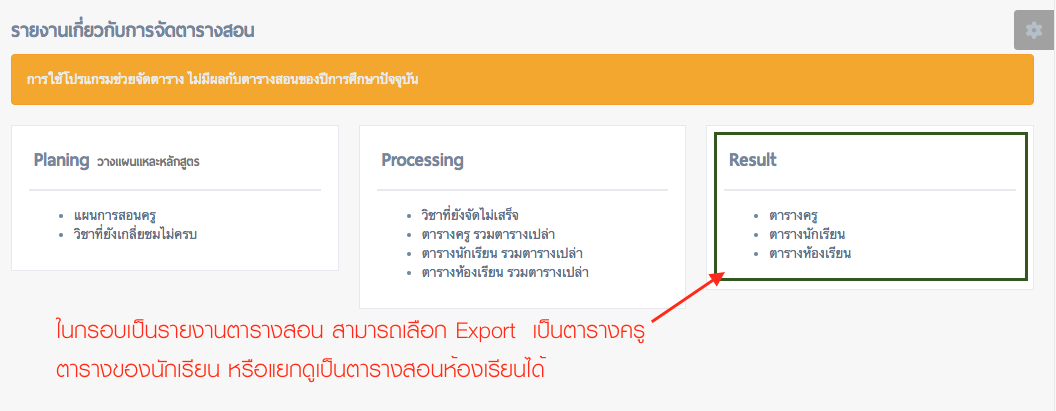 รายงานเกี่ยวกับการจัดตารางสอน
การใช้โปรแกรมช่วยจัดตาราง ไม่มีผลกับตารางสอนของปีการศึกษาปัจจุบัน
Planing วางแผนแหละหลักสูตร
แผนการสอนครู
วิชาที่ยังเกลี่ยชมไม่ครบ
Processing
วิชาที่ยังจัดไม่เสร็จ
ตารางครู รวมตารางเปล่า
ตารางนักเรียน รวมตารางเปล่า
ตารางห้องเรียน รวมตารางเปล่า
Result
ตารางครู
ตารางนักเรียน
ตารางห้องเรียน
ในกรอบเป็นรายงานตารางสอน สามารถเลือก Export เป็นตารางครู
ตารางของนักเรียน หรือแยกดูเป็นตารางสอนห้องเรียนได้